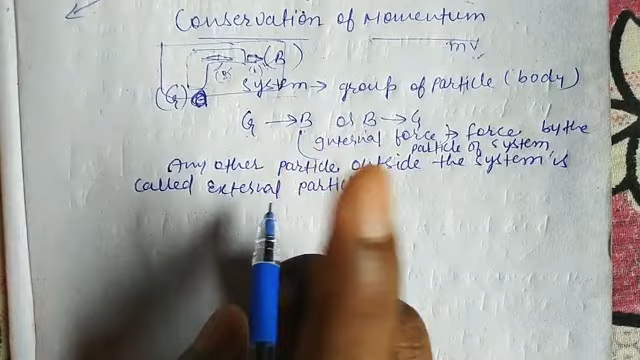 Conservation of Momentum
mv
(B)
(G)
System → group of particle (body)
G → B or B → G
internal force → force by the
particle of system
Any other particle outside the system is
called External